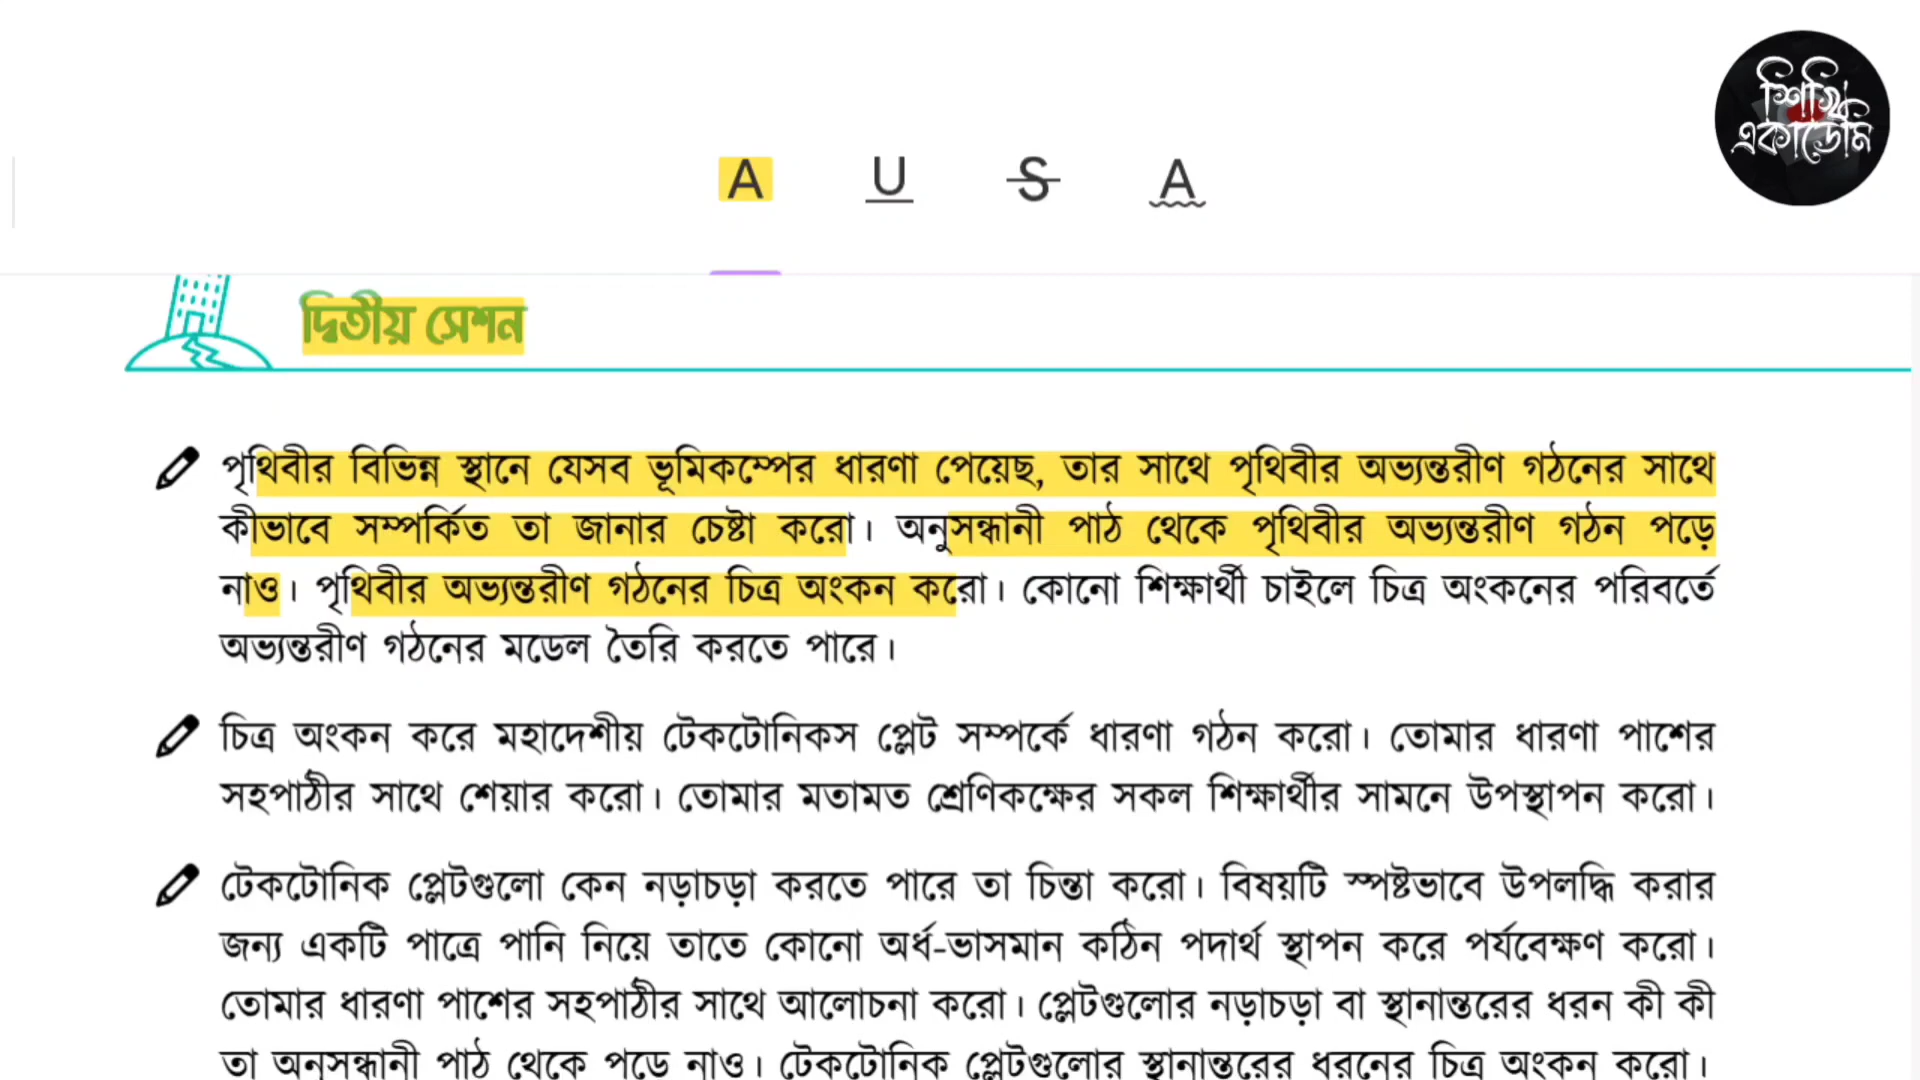 শিখি
একাডেমি
A U S A
দ্বিতীয় সেশন
পৃথিবীর বিভিন্ন স্থানে যেসব ভূমিকম্পের ধারণা পেয়েছ, তার সাথে পৃথিবীর অভ্যন্তরীণ গঠনের সাথে
কীভাবে সম্পর্কিত তা জানার চেষ্টা করো। অনুসন্ধানী পাঠ থেকে পৃথিবীর অভ্যন্তরীণ গঠন পড়ে
নাও। পৃথিবীর অভ্যন্তরীণ গঠনের চিত্র অংকন করো। কোনো শিক্ষার্থী চাইলে চিত্র অংকনের পরিবর্তে
অভ্যন্তরীণ গঠনের মডেল তৈরি করতে পারে।
চিত্র অংকন করে মহাদেশীয় টেকটোনিকস প্লেট সম্পর্কে ধারণা গঠন করো। তোমার ধারণা পাশের
সহপাঠীর সাথে শেয়ার করো। তোমার মতামত শ্রেণিকক্ষের সকল শিক্ষার্থীর সামনে উপস্থাপন করো।
টেকটোনিক প্লেটগুলো কেন নড়াচড়া করতে পারে তা চিন্তা করো। বিষয়টি স্পষ্টভাবে উপলদ্ধি করার
জন্য একটি পাত্রে পানি নিয়ে তাতে কোনো অর্ধ-ভাসমান কঠিন পদার্থ স্থাপন করে পর্যবেক্ষণ করো।
তোমার ধারণা পাশের সহপাঠীর সাথে আলোচনা করো। প্লেটগুলোর নড়াচড়া বা স্থানান্তরের ধরন কী কী
তা অনুসন্ধানী পাঠ থেকে পড়ে নাও। টেকটোনিক প্লেটগুলোর স্থানান্তরের ধরনের চিত্র অংকন করো।